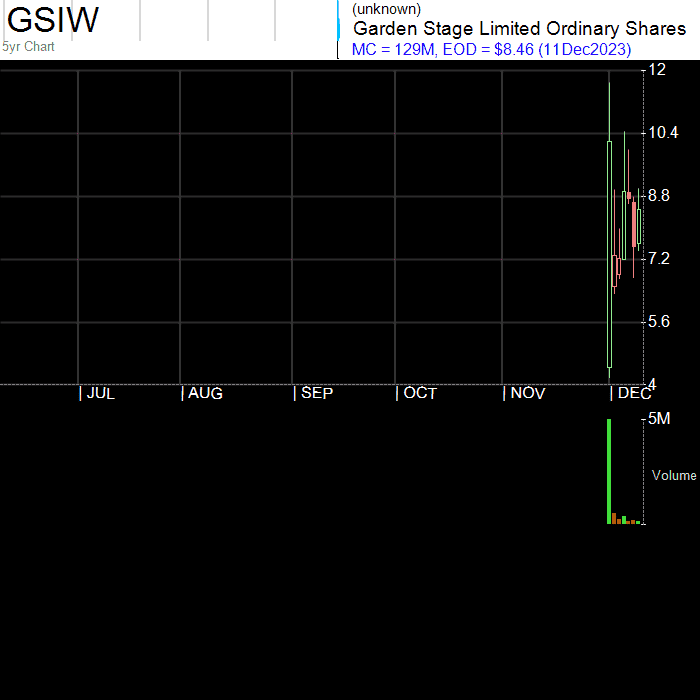 GSIW
5yr Chart
(unknown)
Garden Stage Limited Ordinary Shares
MC = 129M, EOD = $8.46 (11Dec2023)
12
10.4
8.8
7.2
5.6
4
| JUL | AUG | SEP | OCT | NOV | DEC
5M
Volume